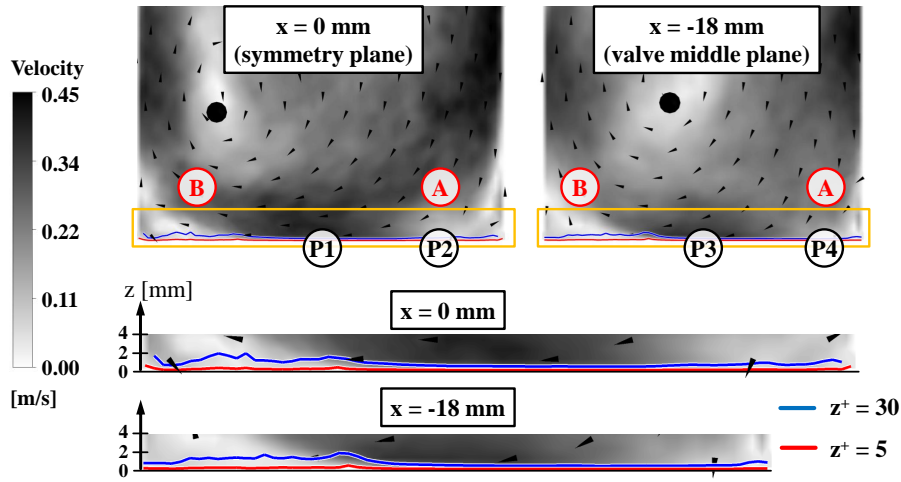 x = 0 mm
(symmetry plane)
x = -18 mm
(valve middle plane)
Velocity
0.45
0.34
0.22
0.11
0.00
[m/s]
B
A
B
A
P1
P2
P3
P4
z [mm]
x = 0 mm
4
2
0
x = -18 mm
4
2
0
z⁺ = 30
z⁺ = 5